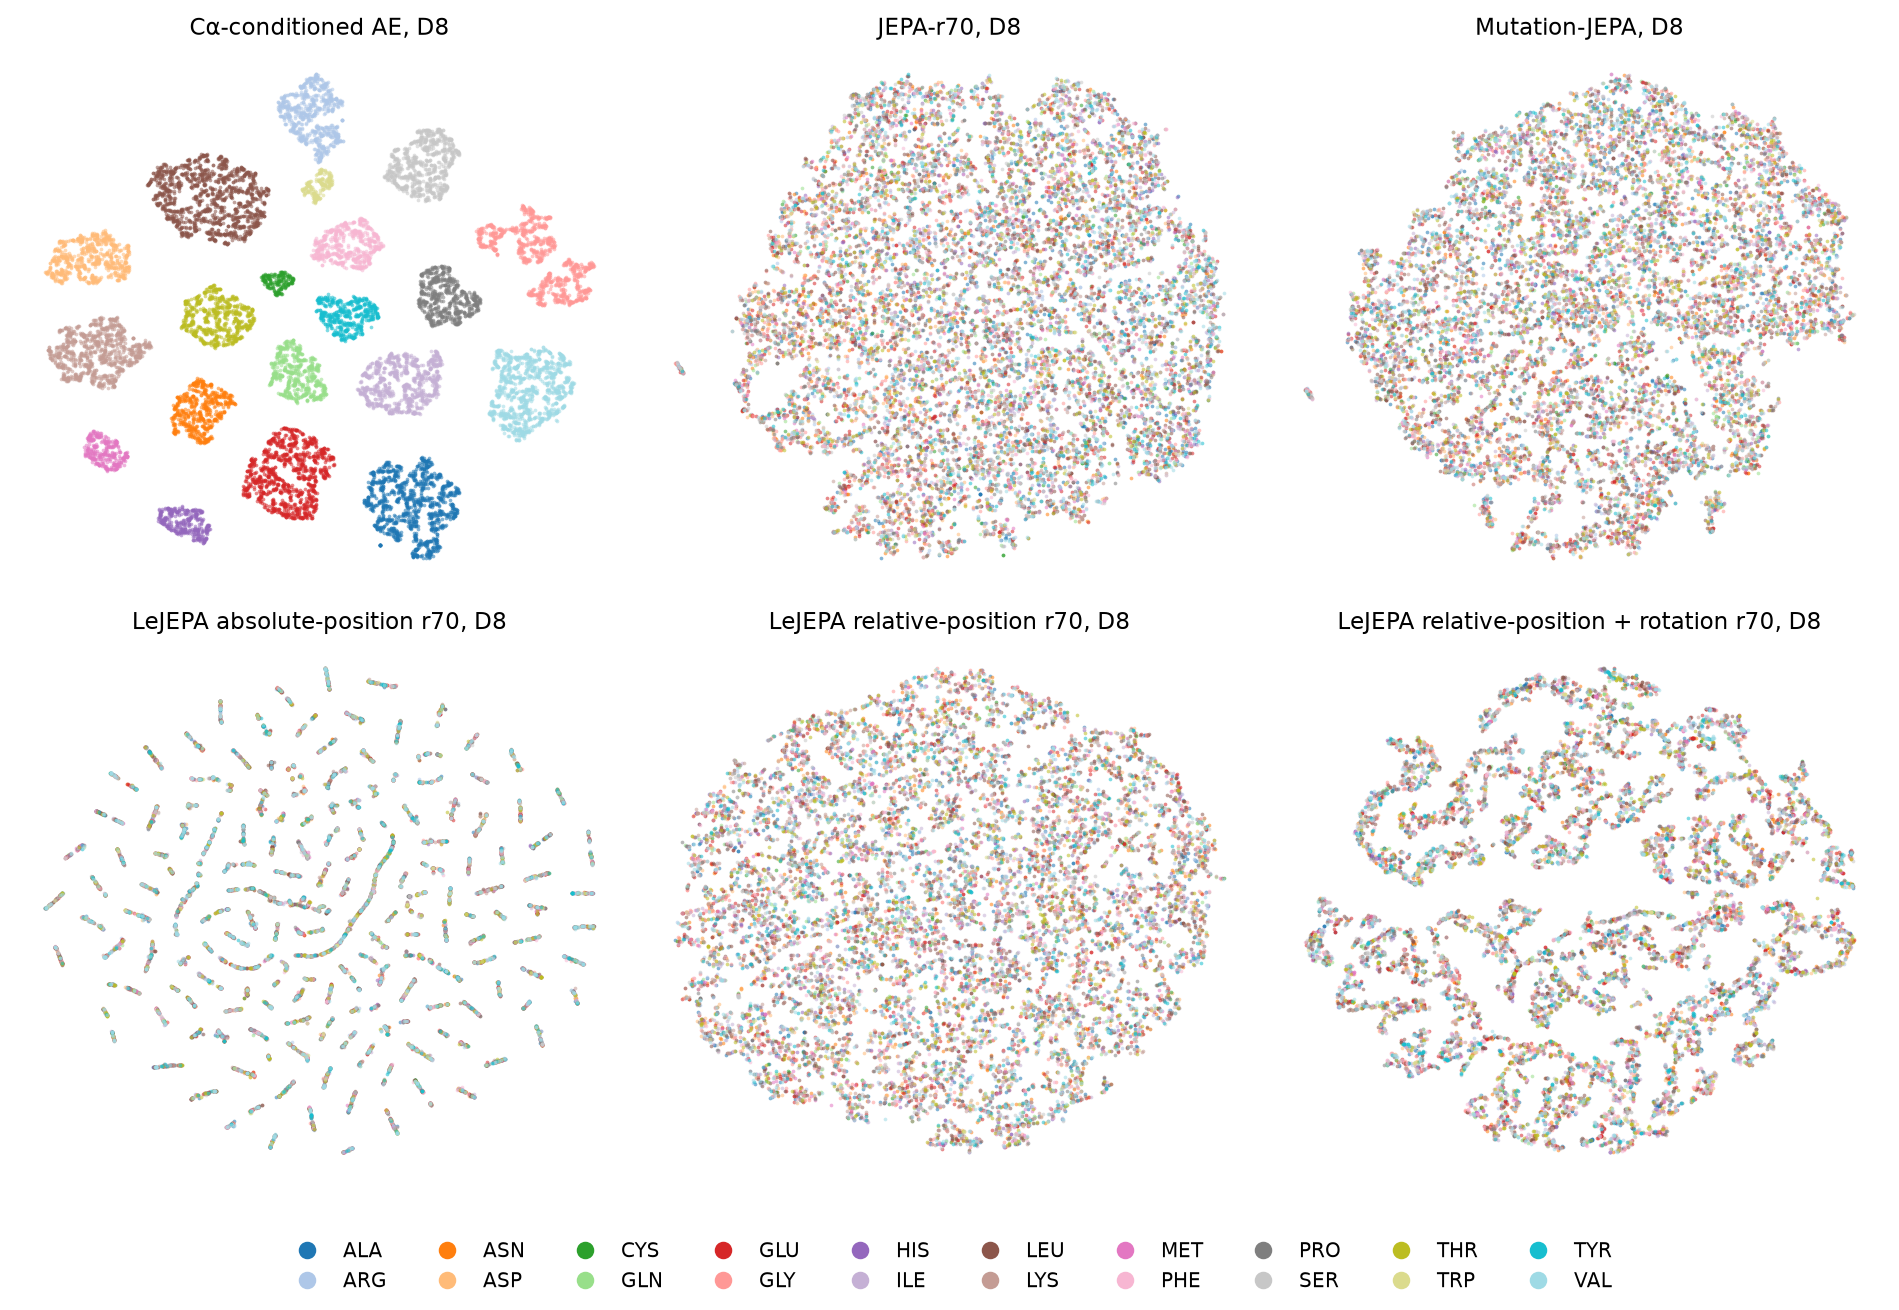 Cα-conditioned AE, D8
JEPA-r70, D8
Mutation-JEPA, D8
LeJEPA absolute-position r70, D8
LeJEPA relative-position r70, D8
LeJEPA relative-position + rotation r70, D8
ALA ASN CYS GLU HIS LEU MET PRO THR TYR
ARG ASP GLN GLY ILE LYS PHE SER TRP VAL